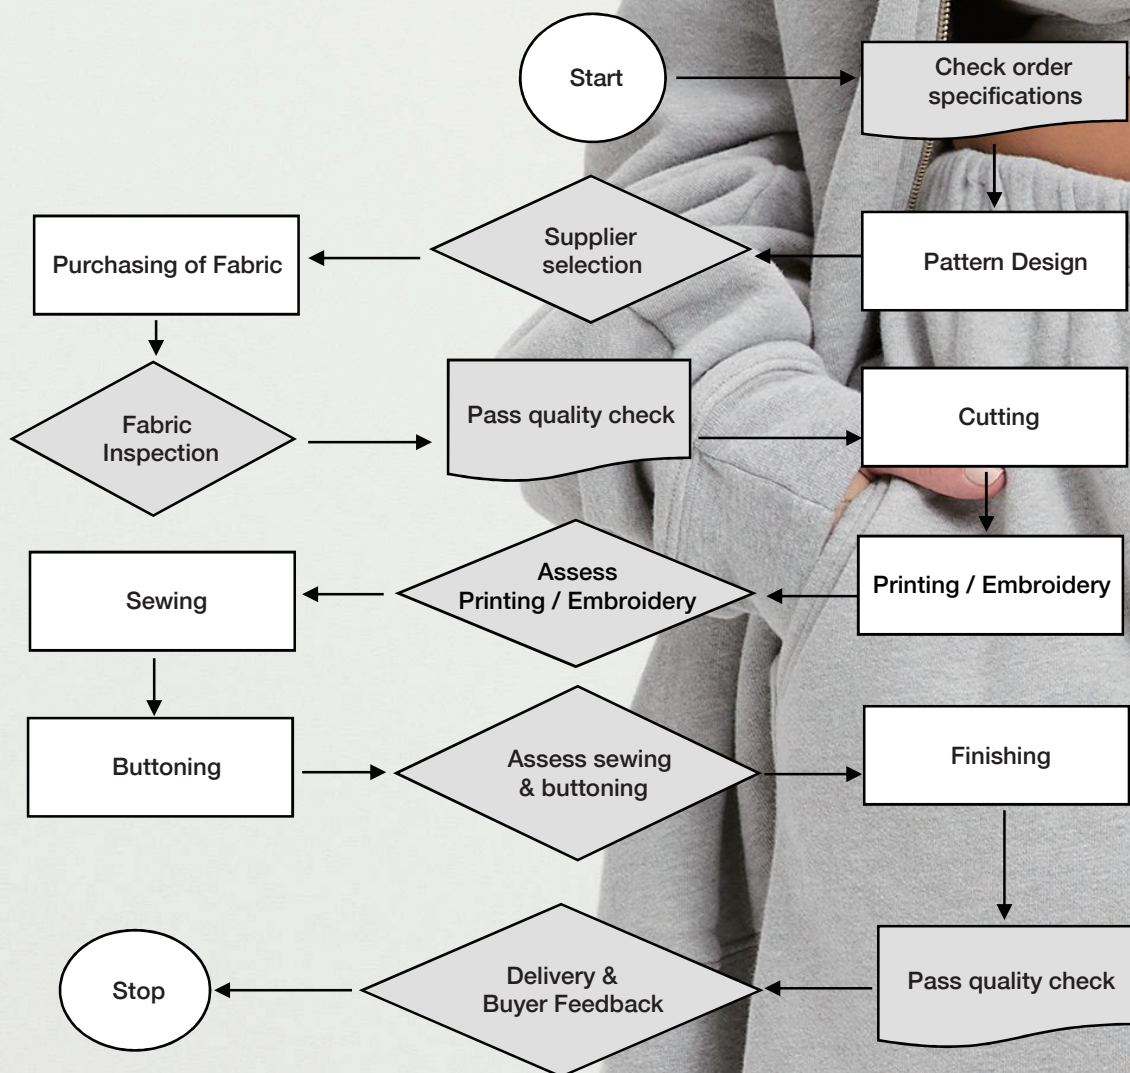 Start
Check order
specifications
Supplier
selection
Pattern Design
Purchasing of Fabric
Fabric
Inspection
Pass quality check
Cutting
Printing / Embroidery
Assess
Printing / Embroidery
Sewing
Buttoning
Assess sewing
& buttoning
Finishing
Pass quality check
Delivery &
Buyer Feedback
Stop